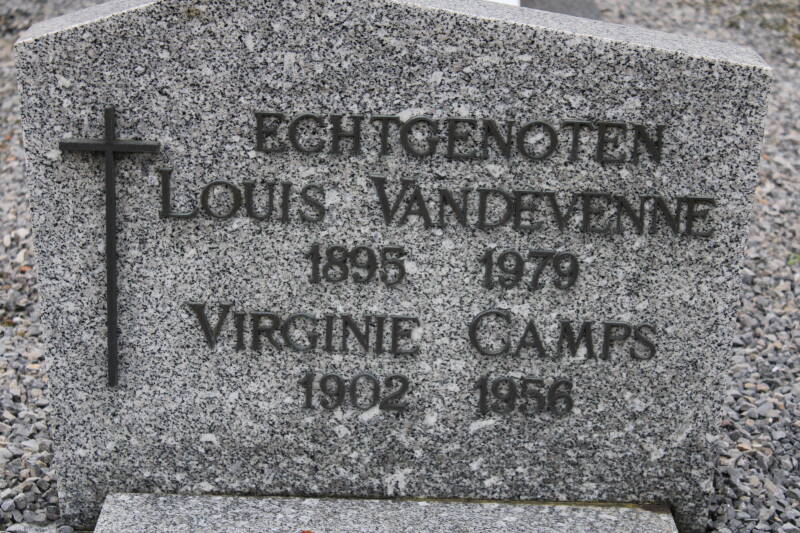 ECHTGENOTEN
LOUIS VANDEVENNE
1895 1979
VIRGINIE CAMPS
1902 1956